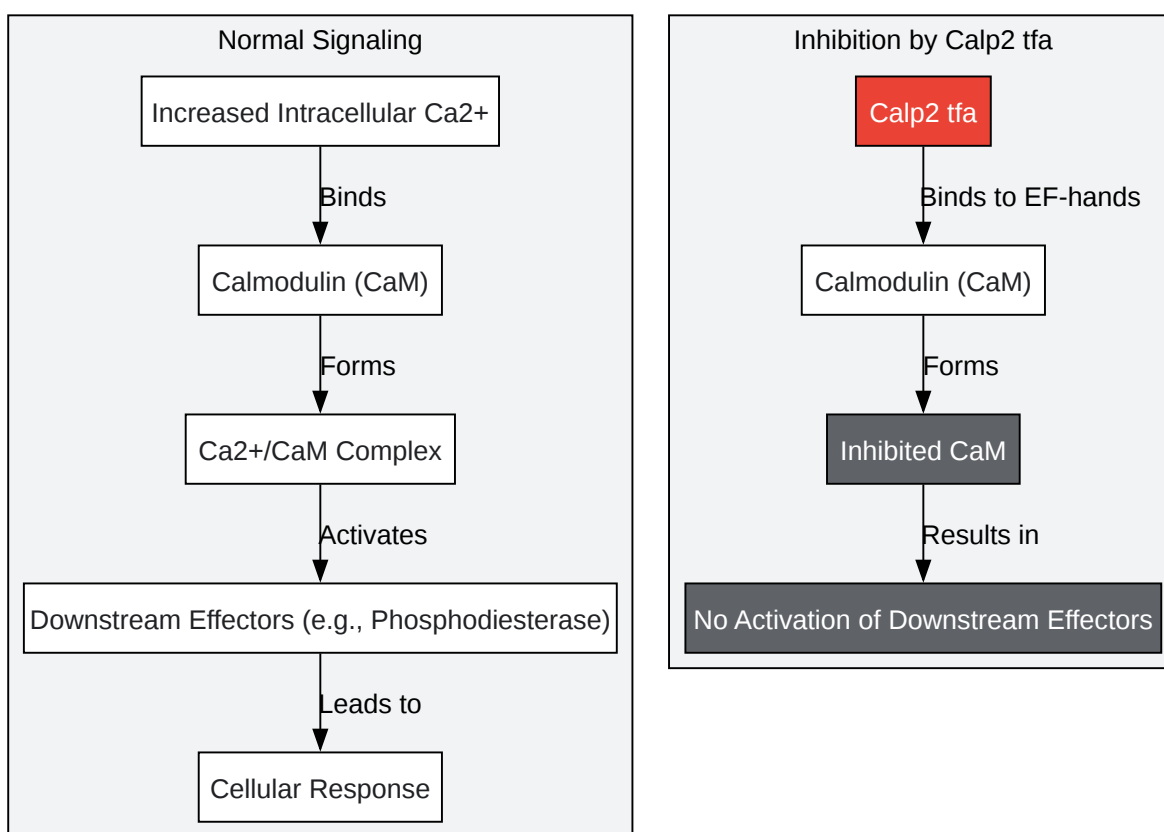 Normal Signaling
Increased Intracellular Ca2+
Binds
Calmodulin (CaM)
Forms
Ca2+/CaM Complex
Activates
Downstream Effectors (e.g., Phosphodiesterase)
Leads to
Cellular Response
Inhibition by Calp2 tfa
Calp2 tfa
Binds to EF-hands
Calmodulin (CaM)
Forms
Inhibited CaM
Results in
No Activation of Downstream Effectors